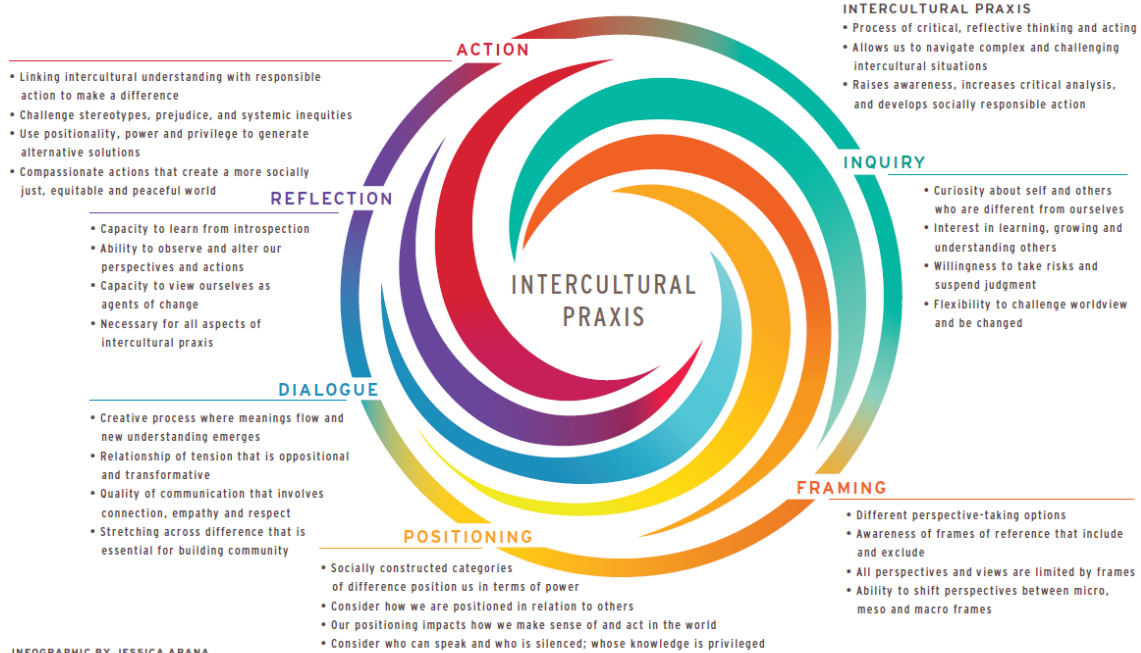 INTERCULTURAL PRAXIS
• Process of critical, reflective thinking and acting
• Allows us to navigate complex and challenging
intercultural situations
• Raises awareness, increases critical analysis,
and develops socially responsible action
ACTION
• Linking intercultural understanding with responsible
action to make a difference
• Challenge stereotypes, prejudice, and systemic inequities
• Use positionality, power and privilege to generate
alternative solutions
• Compassionate actions that create a more socially
just, equitable and peaceful world
INQUIRY
• Curiosity about self and others
who are different from ourselves
• Interest in learning, growing and
understanding others
• Willingness to take risks and
suspend judgment
• Flexibility to challenge worldview
and be changed
REFLECTION
• Capacity to learn from introspection
• Ability to observe and alter our
perspectives and actions
• Capacity to view ourselves as
agents of change
• Necessary for all aspects of
intercultural praxis
INTERCULTURAL
PRAXIS
DIALOGUE
• Creative process where meanings flow and
new understanding emerges
• Relationship of tension that is oppositional
and transformative
• Quality of communication that involves
connection, empathy and respect
• Stretching across difference that is
essential for building community
FRAMING
• Different perspective-taking options
• Awareness of frames of reference that include
and exclude
• All perspectives and views are limited by frames
• Ability to shift perspectives between micro,
meso and macro frames
POSITIONING
• Socially constructed categories
of difference position us in terms of power
• Consider how we are positioned in relation to others
• Our positioning impacts how we make sense of and act in the world
• Consider who can speak and who is silenced; whose knowledge is privileged
INFOGRAPHIC BY JESSICA ARANA